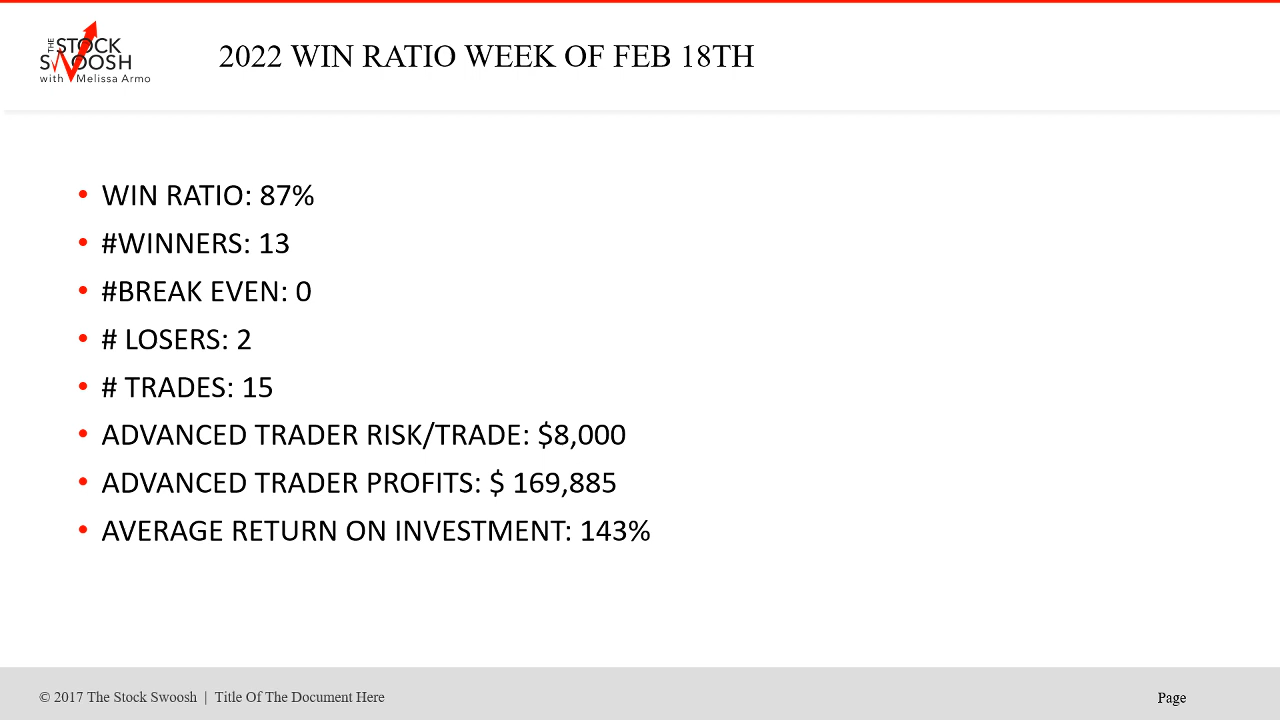 THE
STOCK
SWOOSH
with Melissa Armo
2022 WIN RATIO WEEK OF FEB 18TH
• WIN RATIO: 87%
• #WINNERS: 13
• #BREAK EVEN: 0
• # LOSERS: 2
• # TRADES: 15
• ADVANCED TRADER RISK/TRADE: $8,000
• ADVANCED TRADER PROFITS: $ 169,885
• AVERAGE RETURN ON INVESTMENT: 143%
© 2017 The Stock Swoosh | Title Of The Document Here
Page